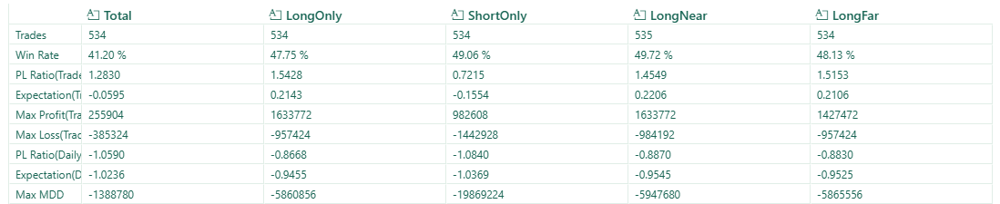 Total LongOnly ShortOnly LongNear LongFar
Trades 534 534 534 535 534
Win Rate 41.20 % 47.75 % 49.06 % 49.72 % 48.13 %
PL Ratio(Trade 1.2830 1.5428 0.7215 1.4549 1.5153
Expectation(Tr -0.0595 0.2143 -0.1554 0.2206 0.2106
Max Profit(Tra 255904 1633772 982608 1633772 1427472
Max Loss(Trad -385324 -957424 -1442928 -984192 -957424
PL Ratio(Daily -1.0590 -0.8668 -1.0840 -0.8870 -0.8830
Expectation(D -1.0236 -0.9455 -1.0369 -0.9545 -0.9525
Max MDD -1388780 -5860856 -19869224 -5947680 -5865556